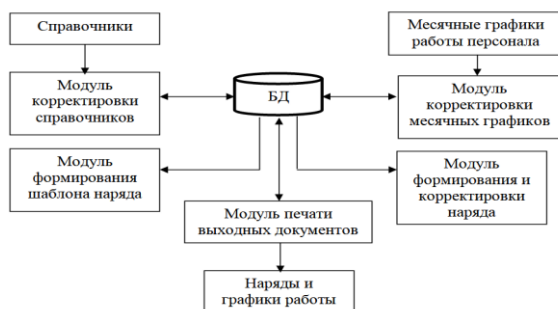 Справочники
Месячные графики
работы персонала
Модуль
корректировки
справочников
БД
Модуль
корректировки
месячных графиков
Модуль
формирования
шаблона наряда
Модуль
формирования и
корректировки
наряда
Модуль печати
выходных документов
Наряды и
графики работы